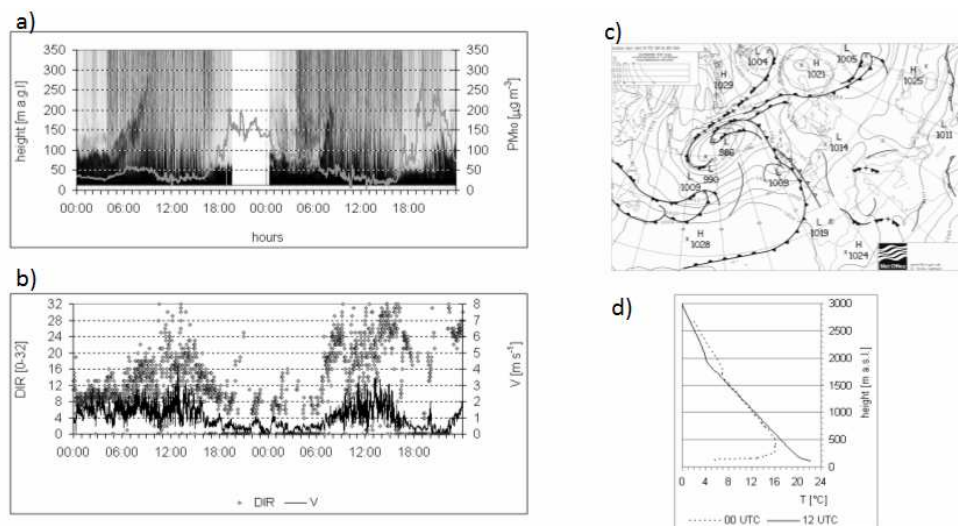 a)
350
300
250
200
150
100
50
0
height [m a.g.l]
350
300
250
200
150
100
50
0
PM10 [µg m-3]
00:00 06:00 12:00 18:00 00:00 06:00 12:00 18:00
hours
b)
32
28
24
20
16
12
8
4
0
DIR [0-32]
8
7
6
5
4
3
2
1
0
V [m s-1]
00:00 06:00 12:00 18:00 00:00 06:00 12:00 18:00
DIR V
c)
L
1004
H
1021
L
1005
H
1029
H
1025
L
1011
L
986
L
1014
L
990
L
1009
L
1009
L
1019
H
1028
H
1024
Met Office
d)
3000
2500
2000
1500
1000
500
0
height [m a.s.l.]
0 4 8 12 16 20 24
T [°C]
00 UTC 12 UTC